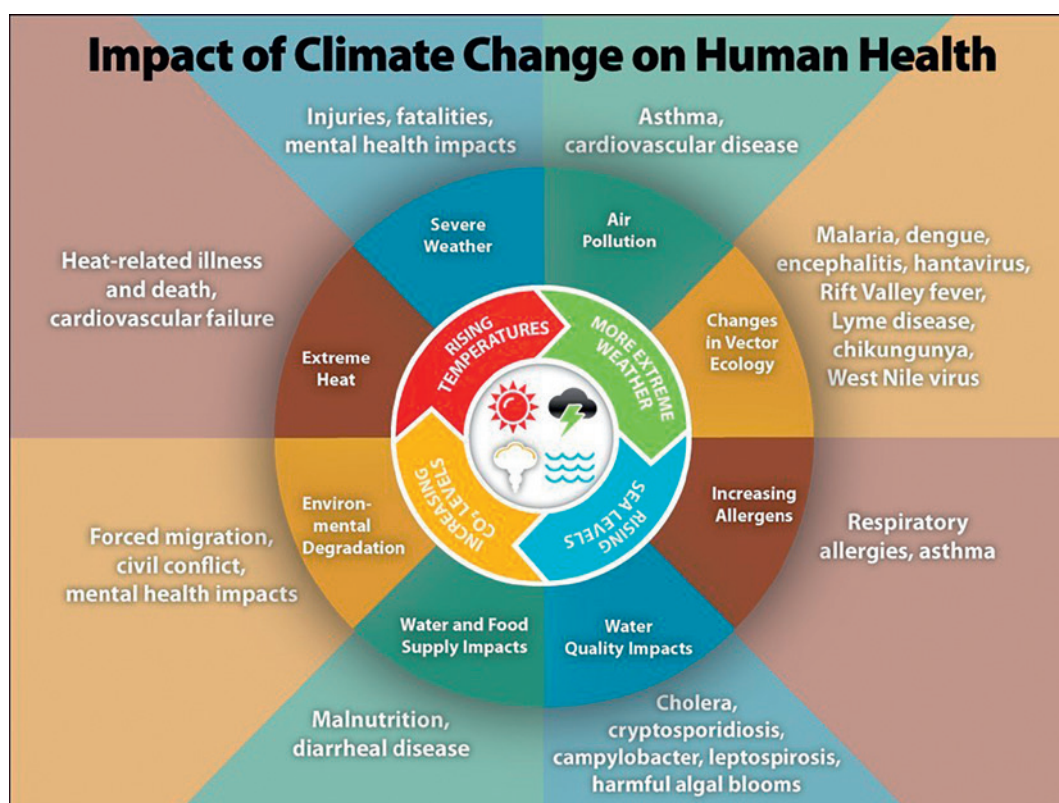 Impact of Climate Change on Human Health
Injuries, fatalities,
mental health impacts
Asthma,
cardiovascular disease
Severe
Weather
Air
Pollution
Heat-related illness
and death,
cardiovascular failure
Malaria, dengue,
encephalitis, hantavirus,
Rift Valley fever,
Lyme disease,
chikungunya,
West Nile virus
Extreme
Heat
Changes
in Vector
Ecology
RISING
TEMPERATURES
MORE EXTREME
WEATHER
INCREASING
CO₂ LEVELS
RISING
SEA LEVELS
Environ-
mental
Degradation
Increasing
Allergens
Forced migration,
civil conflict,
mental health impacts
Respiratory
allergies, asthma
Water and Food
Supply Impacts
Water
Quality Impacts
Malnutrition,
diarrheal disease
Cholera,
cryptosporidiosis,
campylobacter, leptospirosis,
harmful algal blooms